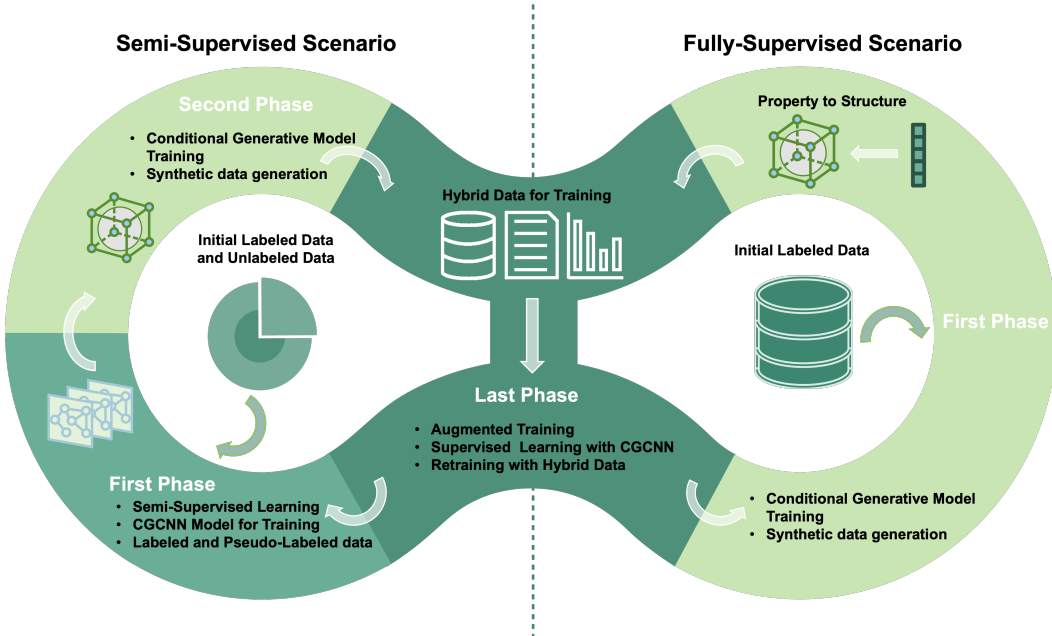 Semi-Supervised Scenario
Fully-Supervised Scenario
Second Phase
• Conditional Generative Model
Training
• Synthetic data generation
Initial Labeled Data
and Unlabeled Data
First Phase
• Semi-Supervised Learning
• CGCNN Model for Training
• Labeled and Pseudo-Labeled data
Hybrid Data for Training
Last Phase
• Augmented Training
• Supervised Learning with CGCNN
• Retraining with Hybrid Data
Property to Structure
Initial Labeled Data
First Phase
• Conditional Generative Model
Training
• Synthetic data generation